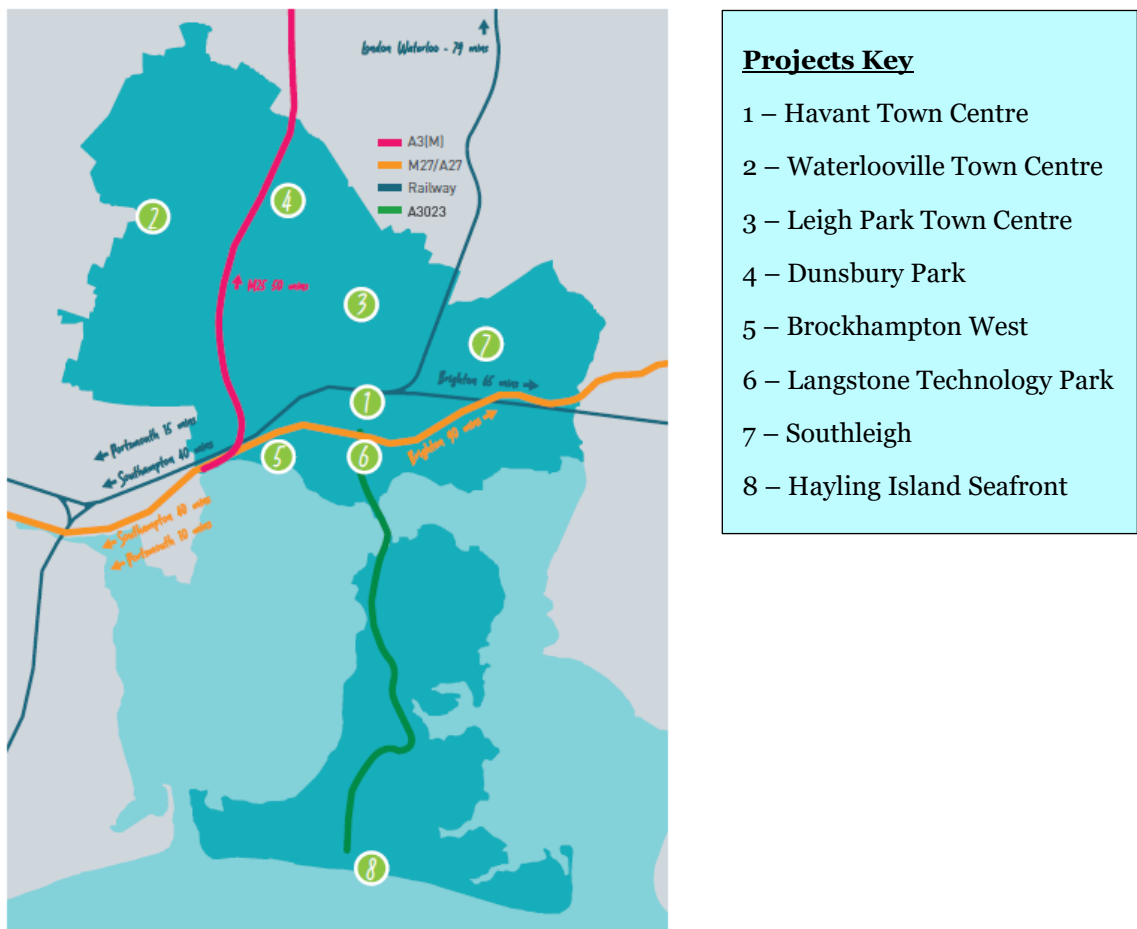 London Waterloo - 79 mins
A3(M)
M27/A27
Railway
A3023
2
4
M25 50 mins
3
7
Brighton 65 mins
1
Portsmouth 15 mins
Southampton 40 mins
5
6
Brighton 90 mins
Southampton 40 mins
Portsmouth 10 mins
8
Projects Key
1 – Havant Town Centre
2 – Waterlooville Town Centre
3 – Leigh Park Town Centre
4 – Dunsbury Park
5 – Brockhampton West
6 – Langstone Technology Park
7 – Southleigh
8 – Hayling Island Seafront